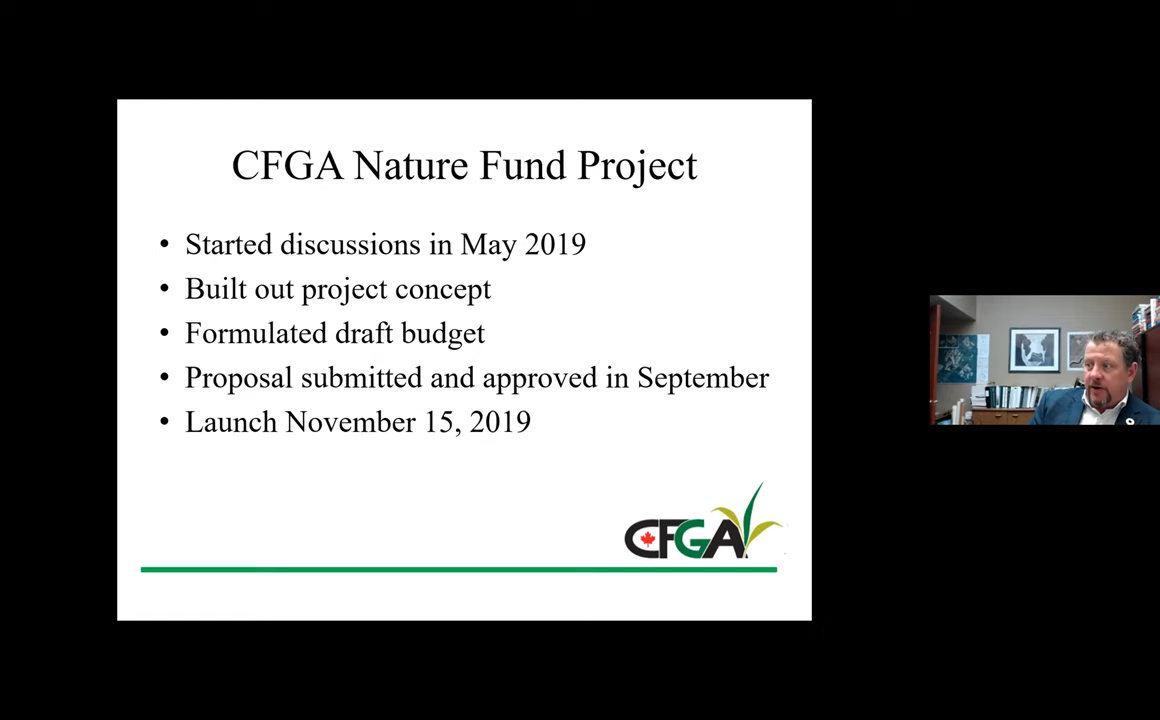 CFGA Nature Fund Project
• Started discussions in May 2019
• Built out project concept
• Formulated draft budget
• Proposal submitted and approved in September
• Launch November 15, 2019
CFGA